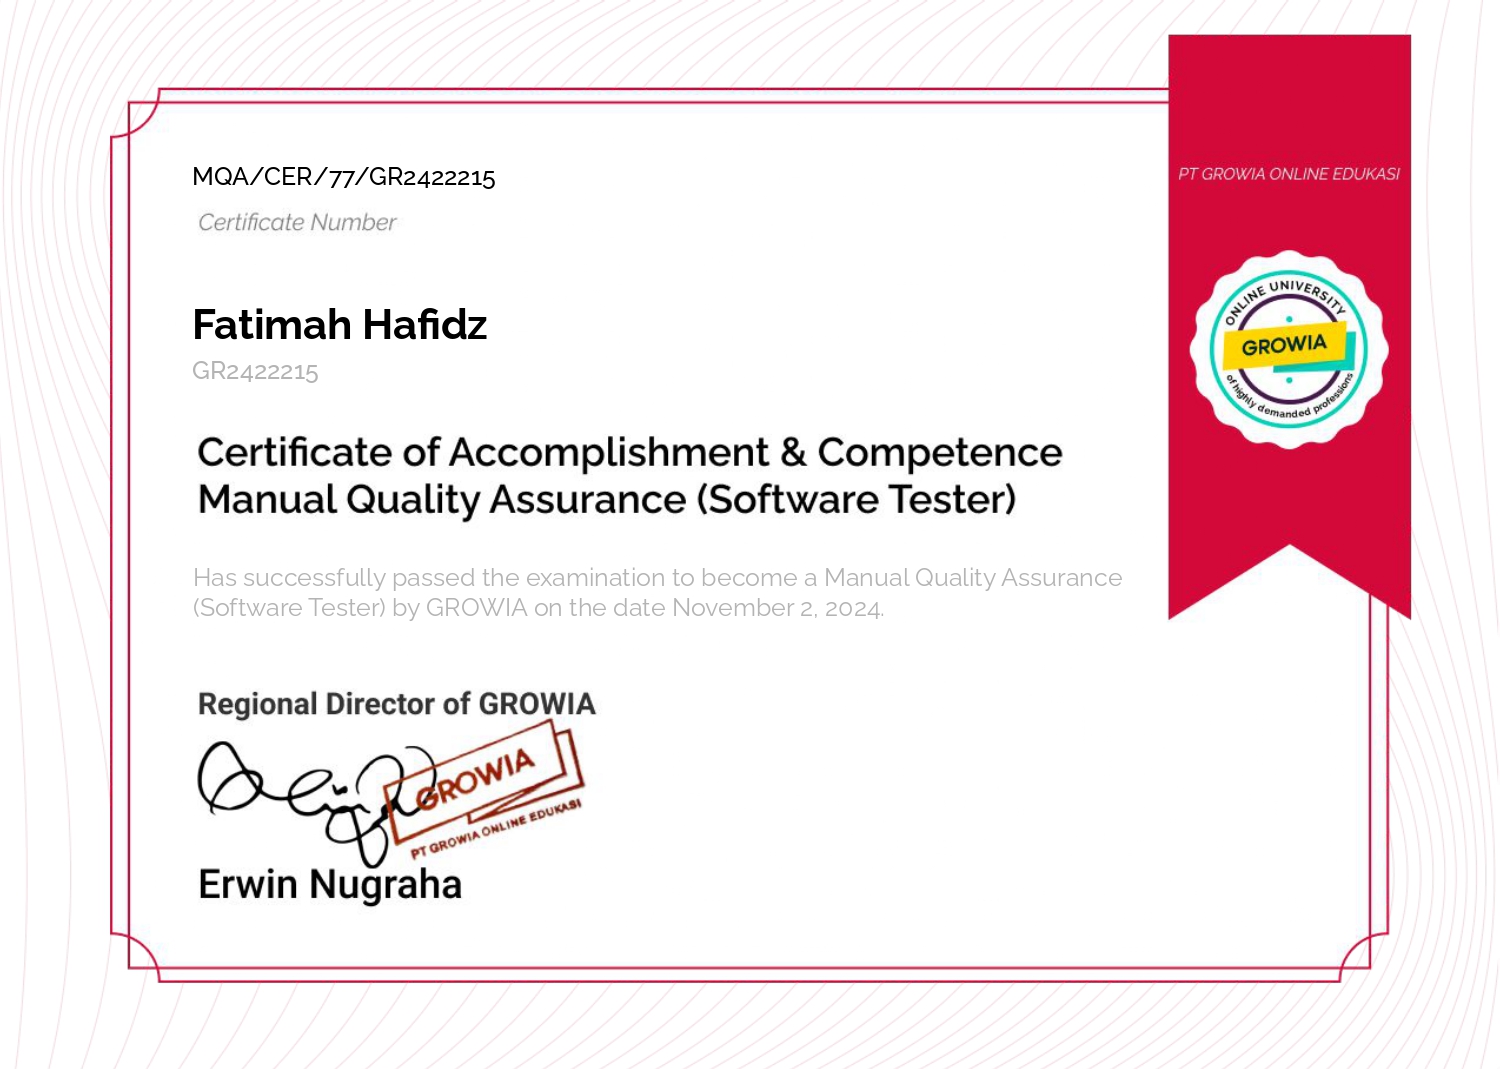 MQA/CER/77/GR2422215
Certificate Number
PT GROWIA ONLINE EDUKASI
ONLINE UNIVERSITY
GROWIA
of highly demanded professions
Fatimah Hafidz
GR2422215
Certificate of Accomplishment & Competence
Manual Quality Assurance (Software Tester)
Has successfully passed the examination to become a Manual Quality Assurance
(Software Tester) by GROWIA on the date November 2, 2024.
Regional Director of GROWIA
GROWIA
PT GROWIA ONLINE EDUKASI
Erwin Nugraha